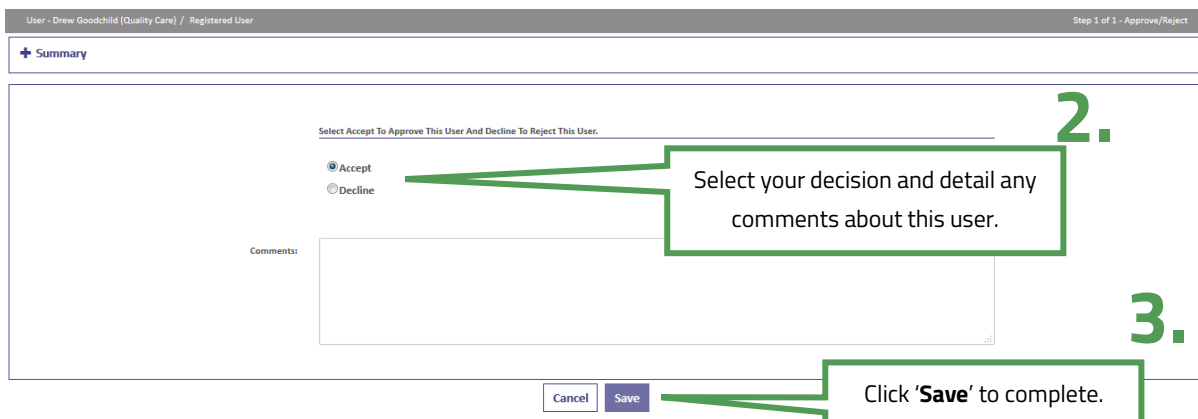 User - Drew Goodchild (Quality Care) / Registered User Step 1 of 1 - Approve/Reject
+ Summary
2.
Select Accept To Approve This User And Decline To Reject This User.
Accept
Decline
Select your decision and detail any
comments about this user.
Comments:
3.
Cancel Save
Click ‘Save’ to complete.